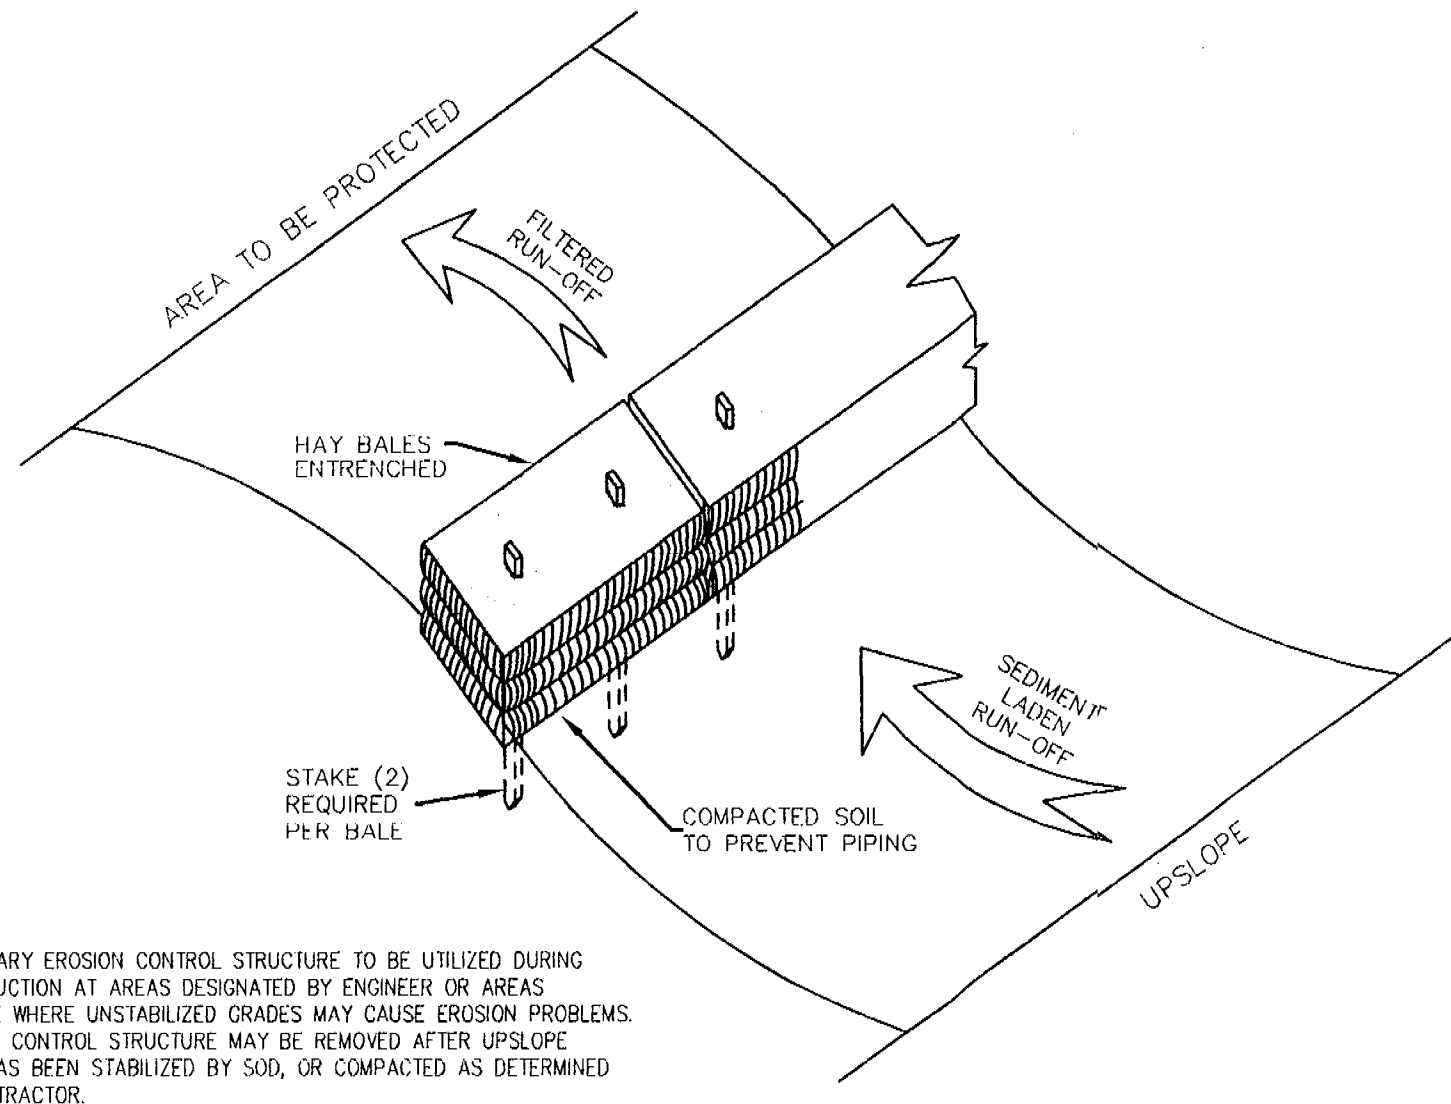 AREA TO BE PROTECTED
FILTERED
RUN-OFF
HAY BALES
ENTRENCHED
SEDIMENT
LADEN
RUN-OFF
STAKE (2)
REQUIRED
PER BALE
COMPACTED SOIL
TO PREVENT PIPING
UPSLOPE
ARY EROSION CONTROL STRUCTURE TO BE UTILIZED DURING
UCTION AT AREAS DESIGNATED BY ENGINEER OR AREAS
WHERE UNSTABILIZED GRADES MAY CAUSE EROSION PROBLEMS.
CONTROL STRUCTURE MAY BE REMOVED AFTER UPSLOPE
AS BEEN STABILIZED BY SOD, OR COMPACTED AS DETERMINED
TRACTOR.